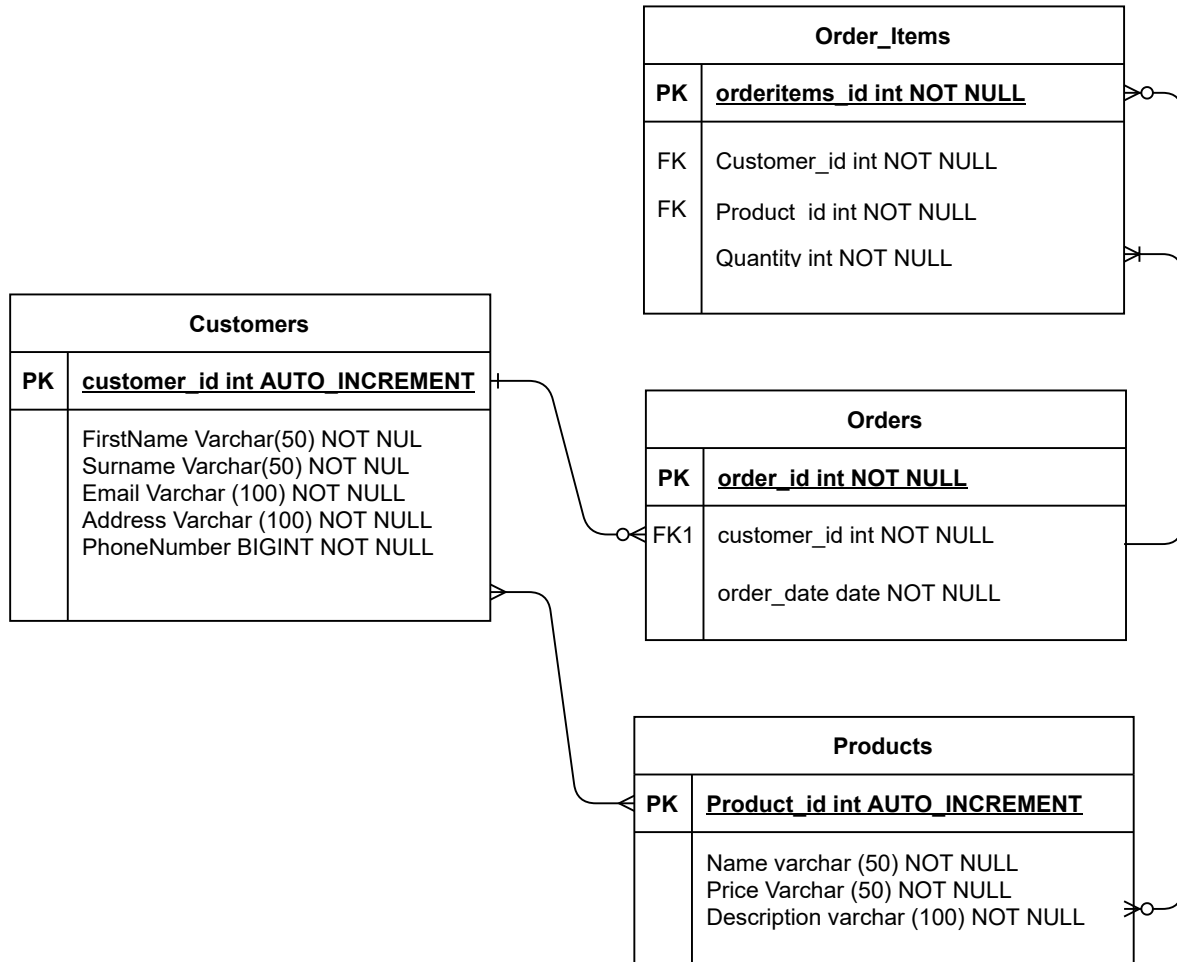 Order_Items
PK orderitems_id int NOT NULL
FK Customer_id int NOT NULL
FK Product_id int NOT NULL
Quantity int NOT NULL
Customers
PK customer_id int AUTO_INCREMENT
FirstName Varchar(50) NOT NUL
Surname Varchar(50) NOT NUL
Email Varchar (100) NOT NULL
Address Varchar (100) NOT NULL
PhoneNumber BIGINT NOT NULL
Orders
PK order_id int NOT NULL
FK1 customer_id int NOT NULL
order_date date NOT NULL
Products
PK Product_id int AUTO_INCREMENT
Name varchar (50) NOT NULL
Price Varchar (50) NOT NULL
Description varchar (100) NOT NULL